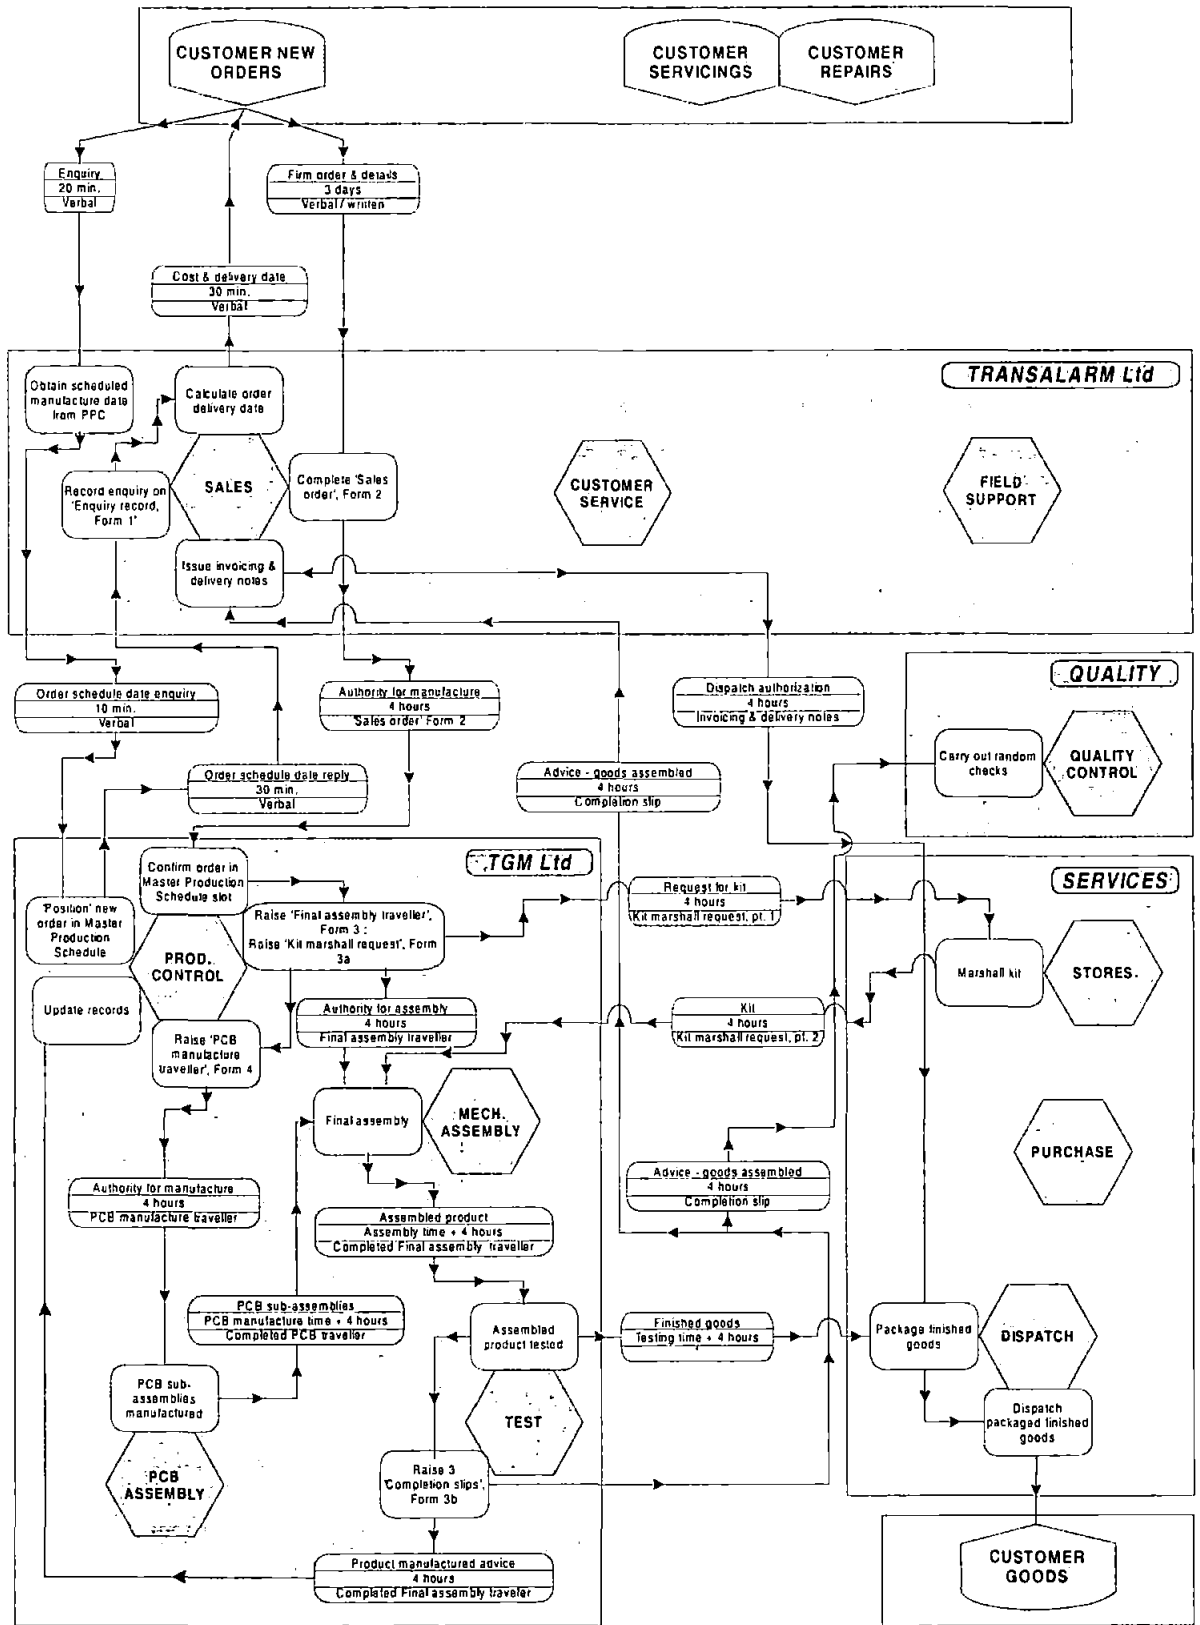 CUSTOMER NEW
ORDERS
CUSTOMER
SERVICINGS
CUSTOMER
REPAIRS
Enquiry
20 min.
Verbal
Firm order & details
3 days
Verbal / written
Cost & delivery date
30 min.
Verbal
TRANSALARM Ltd
Obtain scheduled
manufacture date
from PPC
Calculate order
delivery date
Record enquiry on
'Enquiry record,
Form 1'
SALES
Complete 'Sales
order', Form 2
CUSTOMER
SERVICE
FIELD
SUPPORT
Issue invoicing &
delivery notes
Order schedule date enquiry
10 min.
Verbal
Authority for manufacture
4 hours
'Sales order' Form 2
Dispatch authorization
4 hours
Invoicing & delivery notes
QUALITY
Carry out random
checks
QUALITY
CONTROL
Order schedule date reply
30 min.
Verbal
Advice - goods assembled
4 hours
Completion slip
TGM Ltd
Confirm order in
Master Production
Schedule slot
'Position' new
order in Master
Production
Schedule
Raise 'Final assembly traveller',
Form 3 :
Raise 'Kit marshall request', Form
3a
PROD.
CONTROL
Update records
Raise 'PCB
manufacture
traveller', Form 4
Request for kit
4 hours
Kit marshall request, pt. 1
SERVICES
Marshall kit
STORES
Authority for assembly
4 hours
Final assembly traveller
Kit
4 hours
Kit marshall request, pt. 2
Final assembly
MECH.
ASSEMBLY
PURCHASE
Authority for manufacture
4 hours
PCB manufacture traveller
Advice - goods assembled
4 hours
Completion slip
Assembled product
Assembly time + 4 hours
Completed Final assembly traveller
PCB sub-assemblies
PCB manufacture time + 4 hours
Completed PCB traveller
Assembled
product tested
Finished goods
Testing time + 4 hours
Package finished
goods
DISPATCH
PCB sub-
assemblies
manufactured
TEST
Dispatch
packaged finished
goods
PCB
ASSEMBLY
Raise 3
'Completion slips',
Form 3b
Product manufactured advice
4 hours
Completed Final assembly traveler
CUSTOMER
GOODS